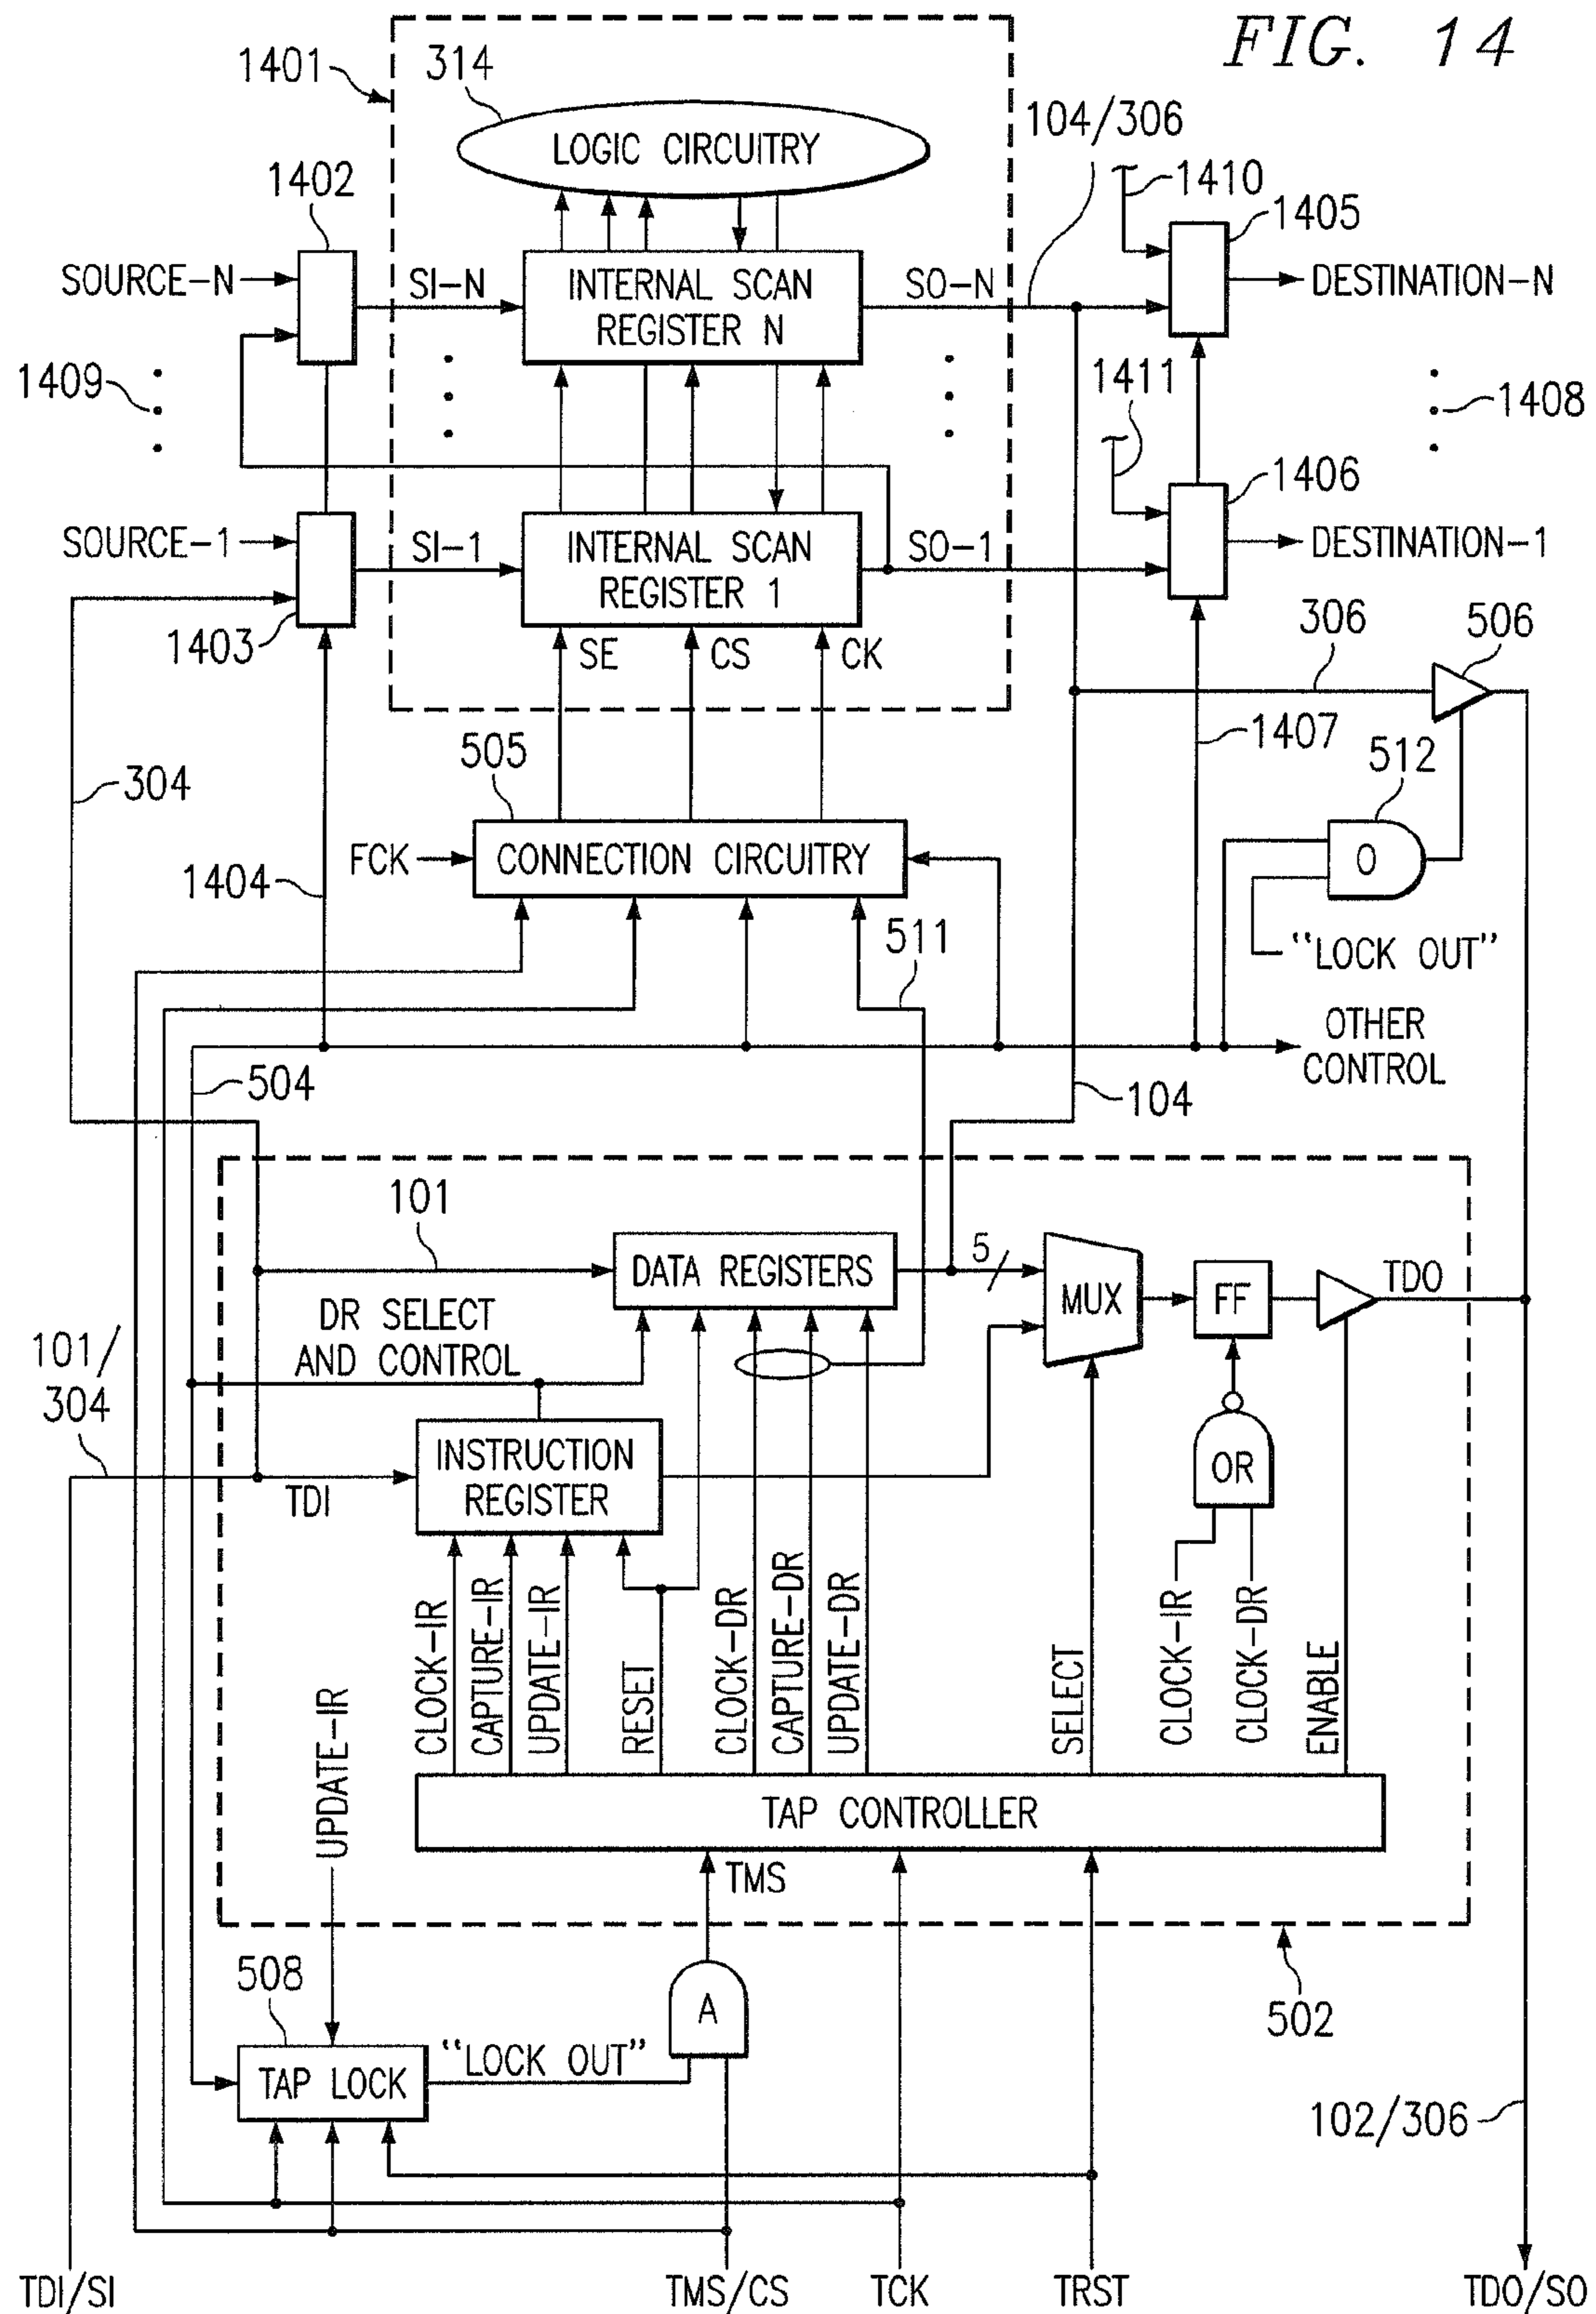 FIG. 14
1401
314
LOGIC CIRCUITRY
104/306
1402
1410
1405
SOURCE-N
SI-N
INTERNAL SCAN
REGISTER N
SO-N
DESTINATION-N
1409
1411
1408
1406
SOURCE-1
SI-1
INTERNAL SCAN
REGISTER 1
SO-1
DESTINATION-1
1403
SE
CS
CK
306
506
304
505
1407
512
FCK
CONNECTION CIRCUITRY
O
1404
511
"LOCK OUT"
504
OTHER
CONTROL
104
101
DATA REGISTERS
5
MUX
FF
TDO
DR SELECT
AND CONTROL
101/
304
INSTRUCTION
REGISTER
TDI
OR
CLOCK-IR
CAPTURE-IR
UPDATE-IR
RESET
CLOCK-DR
CAPTURE-DR
UPDATE-DR
SELECT
CLOCK-IR
CLOCK-DR
ENABLE
UPDATE-IR
TAP CONTROLLER
TMS
508
A
502
TAP LOCK
"LOCK OUT"
102/306
TDI/SI
TMS/CS
TCK
TRST
TDO/SO